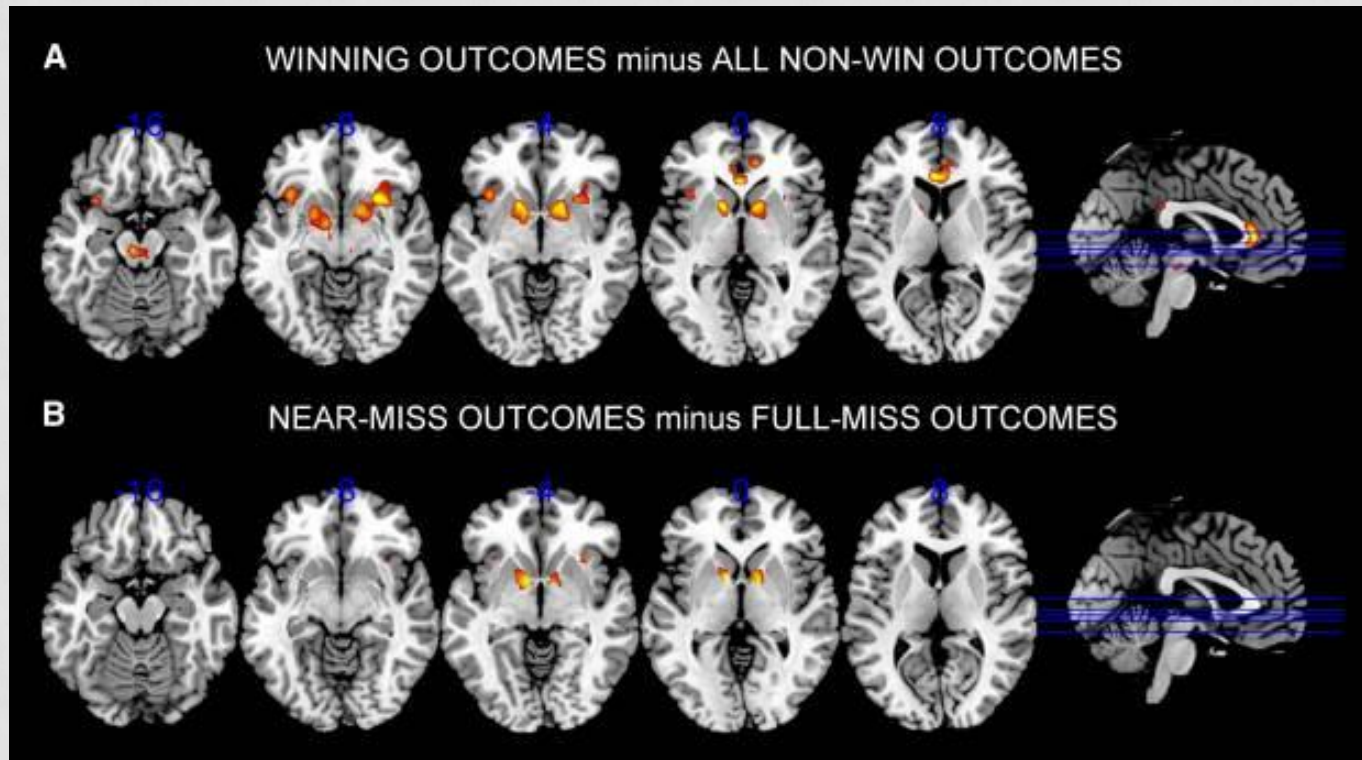 A
WINNING OUTCOMES minus ALL NON-WIN OUTCOMES
-16 -8 -4 0 8
B
NEAR-MISS OUTCOMES minus FULL-MISS OUTCOMES
-16 -8 -4 0 8